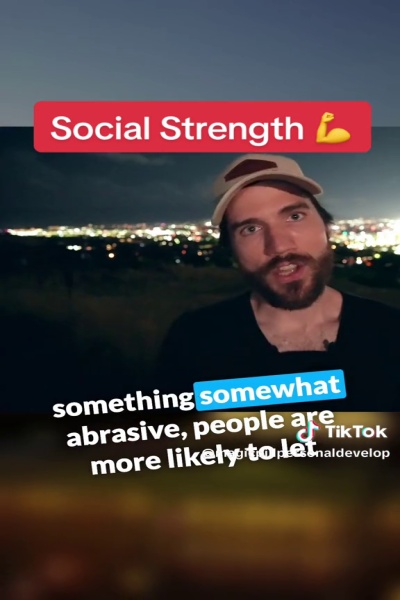 Social Strength 💪
something somewhat
abrasive, people are
more likely to let
TikTok